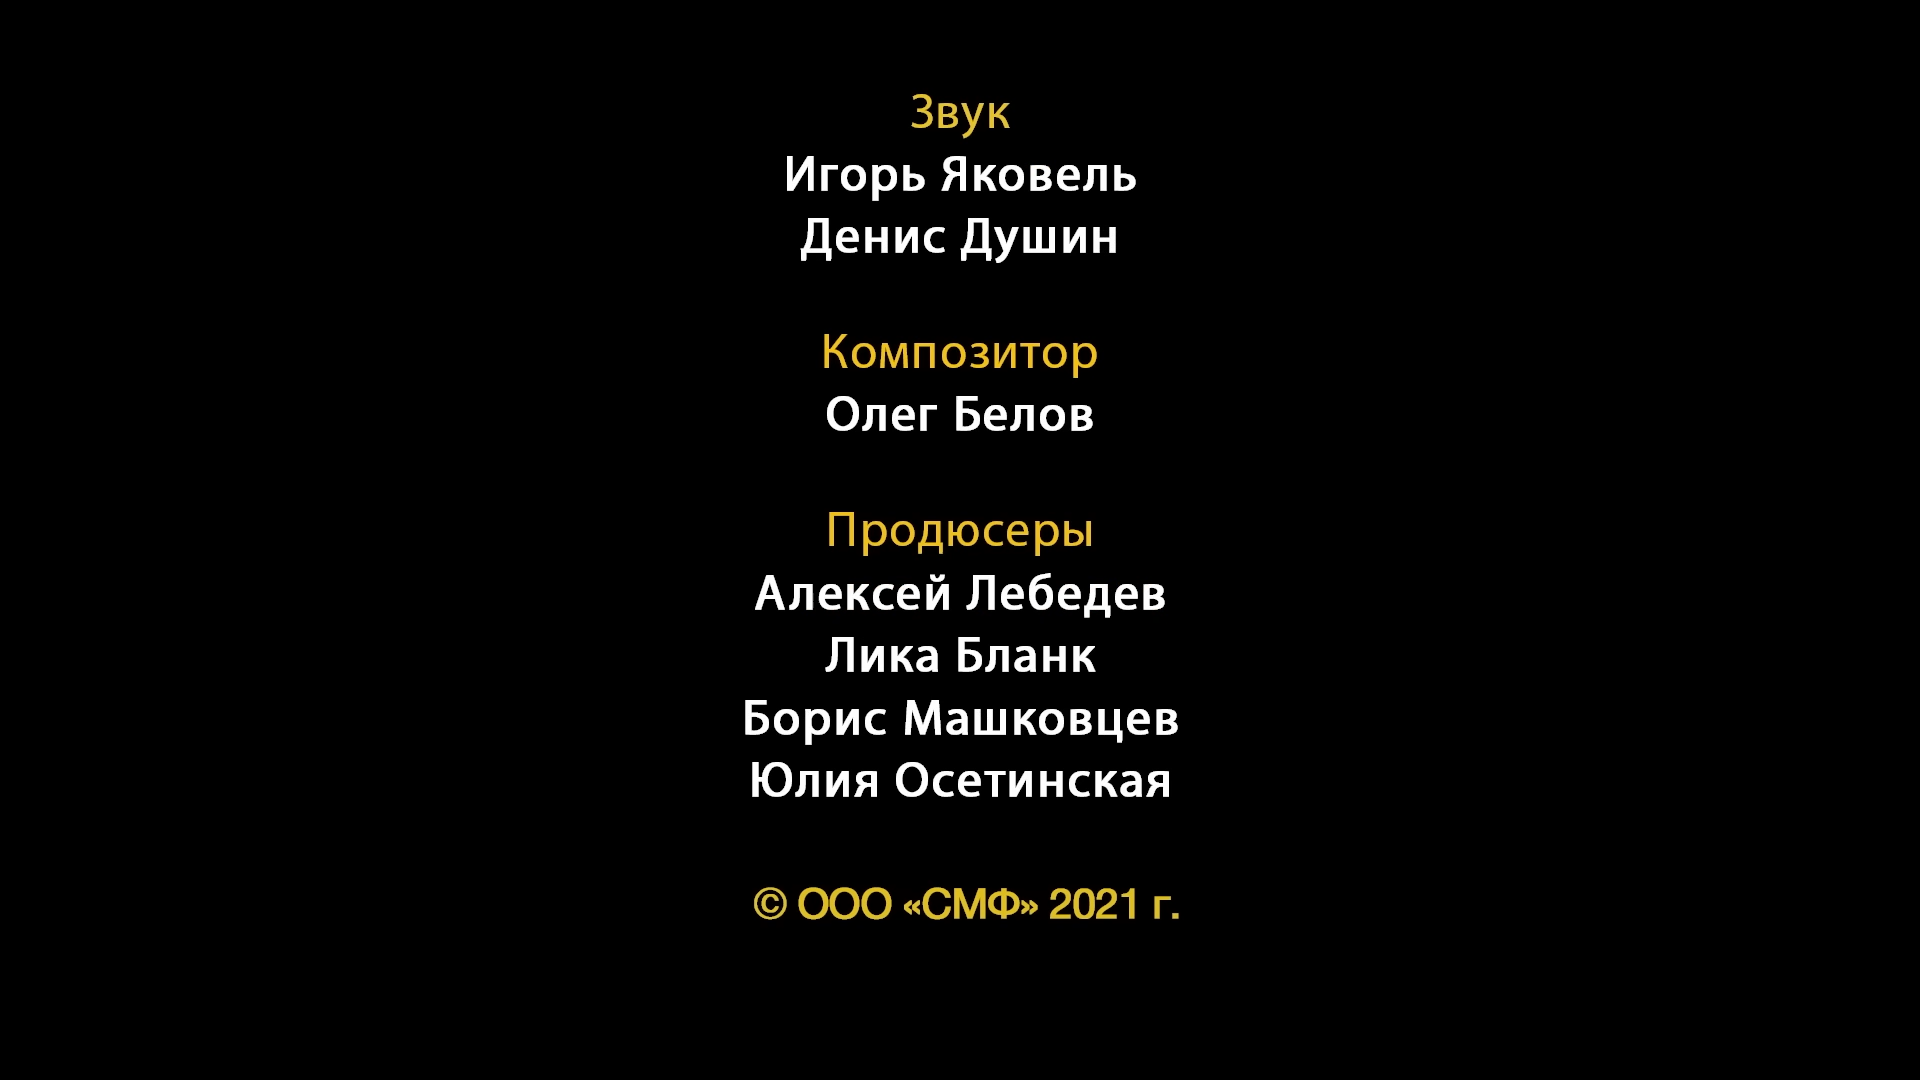 Звук
Игорь Яковель
Денис Душин
Композитор
Олег Белов
Продюсеры
Алексей Лебедев
Лика Бланк
Борис Машковцев
Юлия Осетинская
© ООО «СМФ» 2021 г.